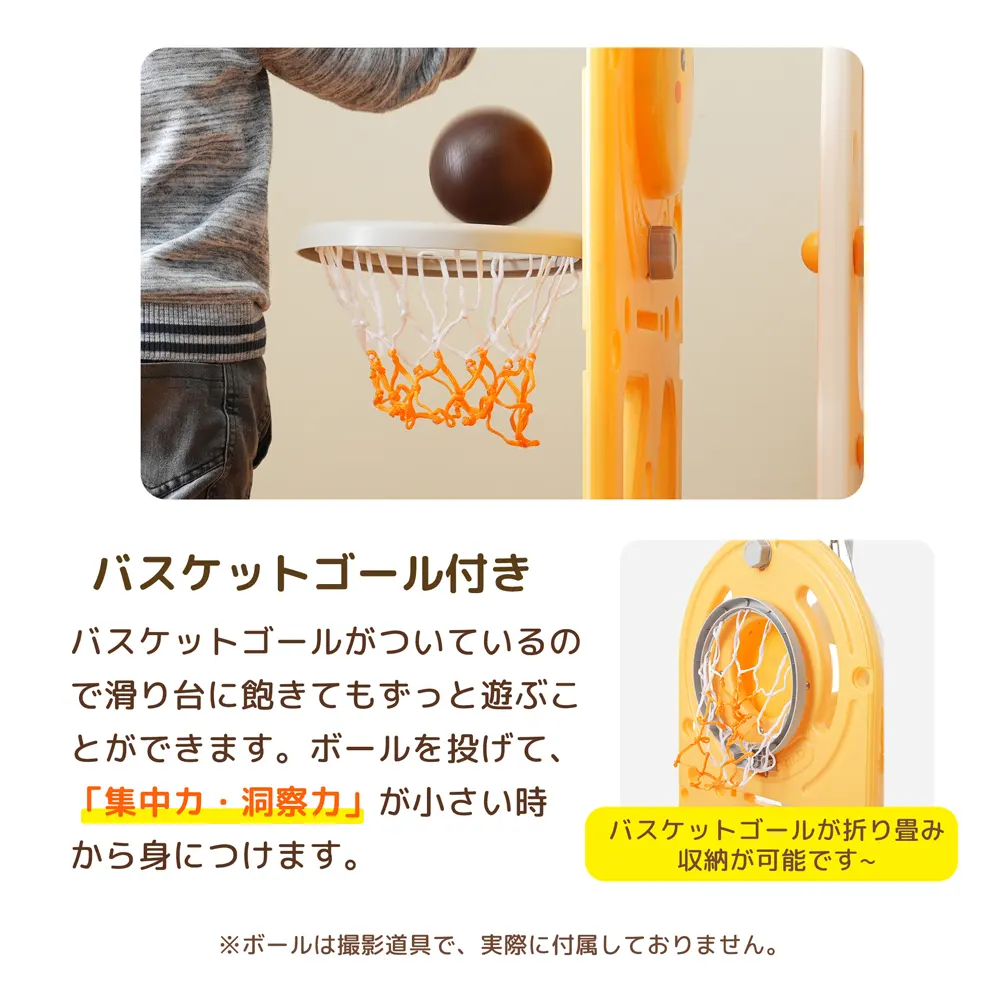 バスケットゴール付き
バスケットゴールがついているの
で滑り台に飽きてもずっと遊ぶこ
とができます。ボールを投げて、
「集中力・洞察力」が小さい時
から身につけます。
バスケットゴールが折り畳み
収納が可能です~
※ボールは撮影道具で、実際に付属しておりません。